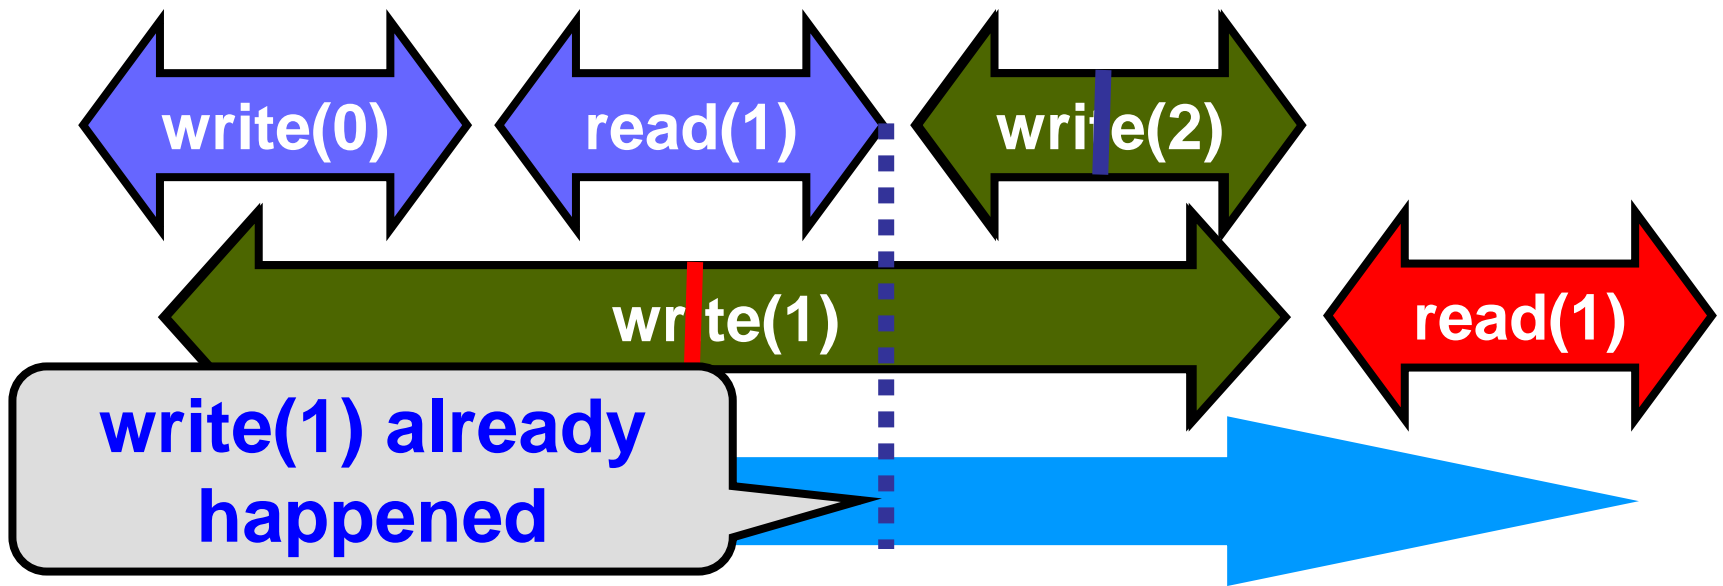 write(0)
read(1)
write(2)
write(1)
read(1)
write(1) already
happened